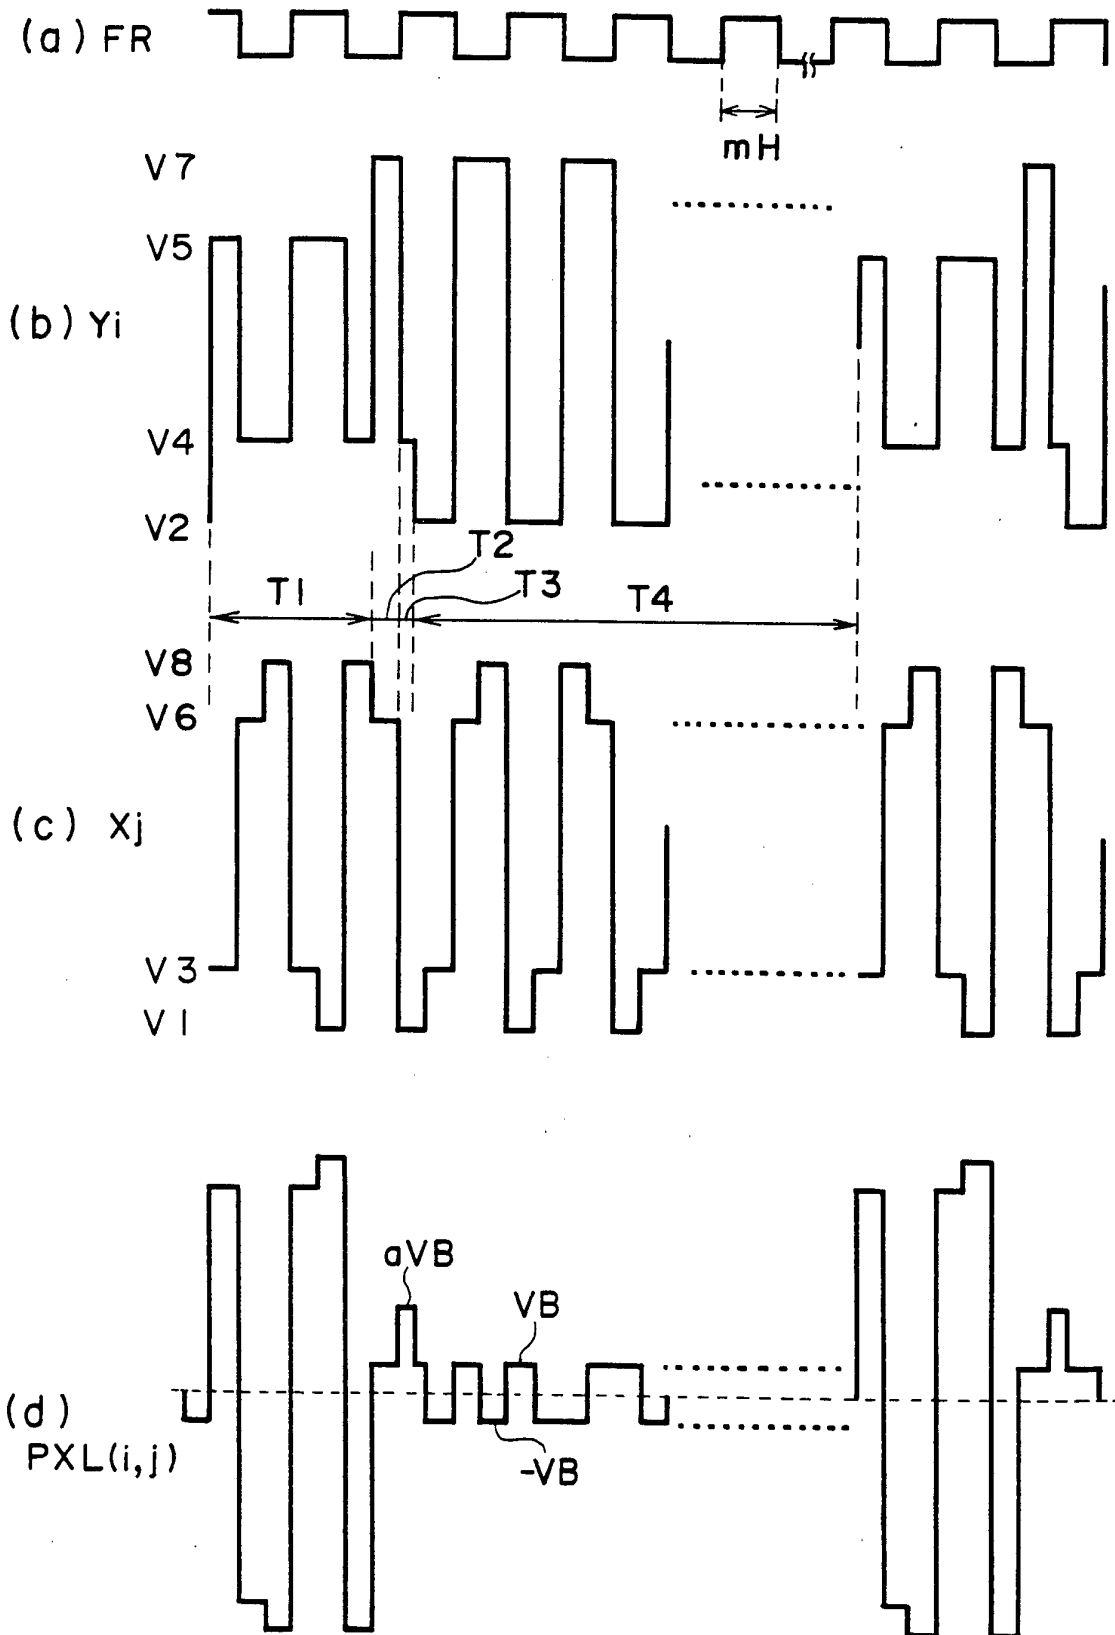 (a) FR
mH
V7
V5
(b) Yi
V4
V2
T2
T3
T1
T4
V8
V6
(c) Xj
V3
V1
aVB
VB
(d)
PXL(i,j)
-VB